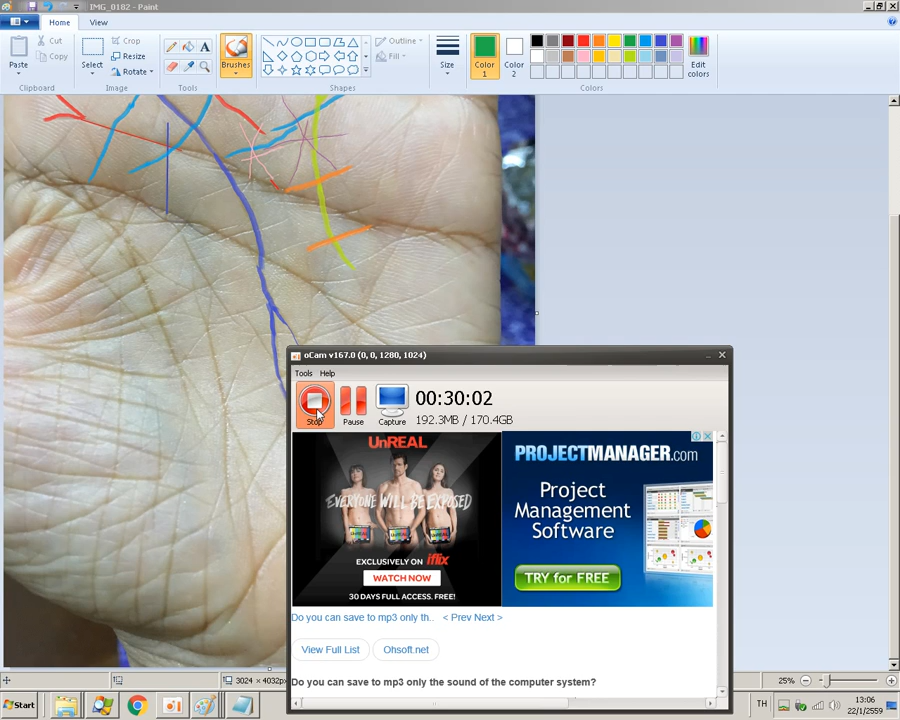 IMG_0182 - Paint
Home
View
Paste
Cut
Copy
Clipboard
Select
Crop
Resize
Rotate
Image
Tools
Brushes
Shapes
Outline
Fill
Size
Color 1
Color 2
Edit colors
Colors
oCam v167.0 (0, 0, 1280, 1024)
Tools Help
Stop
Pause
Capture
00:30:02
192.3MB / 170.4GB
UnREAL
EVERYONE WILL BE EXPOSED
EXCLUSIVELY ON iflix
WATCH NOW
30 DAYS FULL ACCESS. FREE!
PROJECTMANAGER.com
Project
Management
Software
TRY for FREE
Do you can save to mp3 only th.. < Prev Next >
View Full List
Ohsoft.net
Do you can save to mp3 only the sound of the computer system?
3024 × 4032px
25%
Start
TH
13:06
22/1/2559